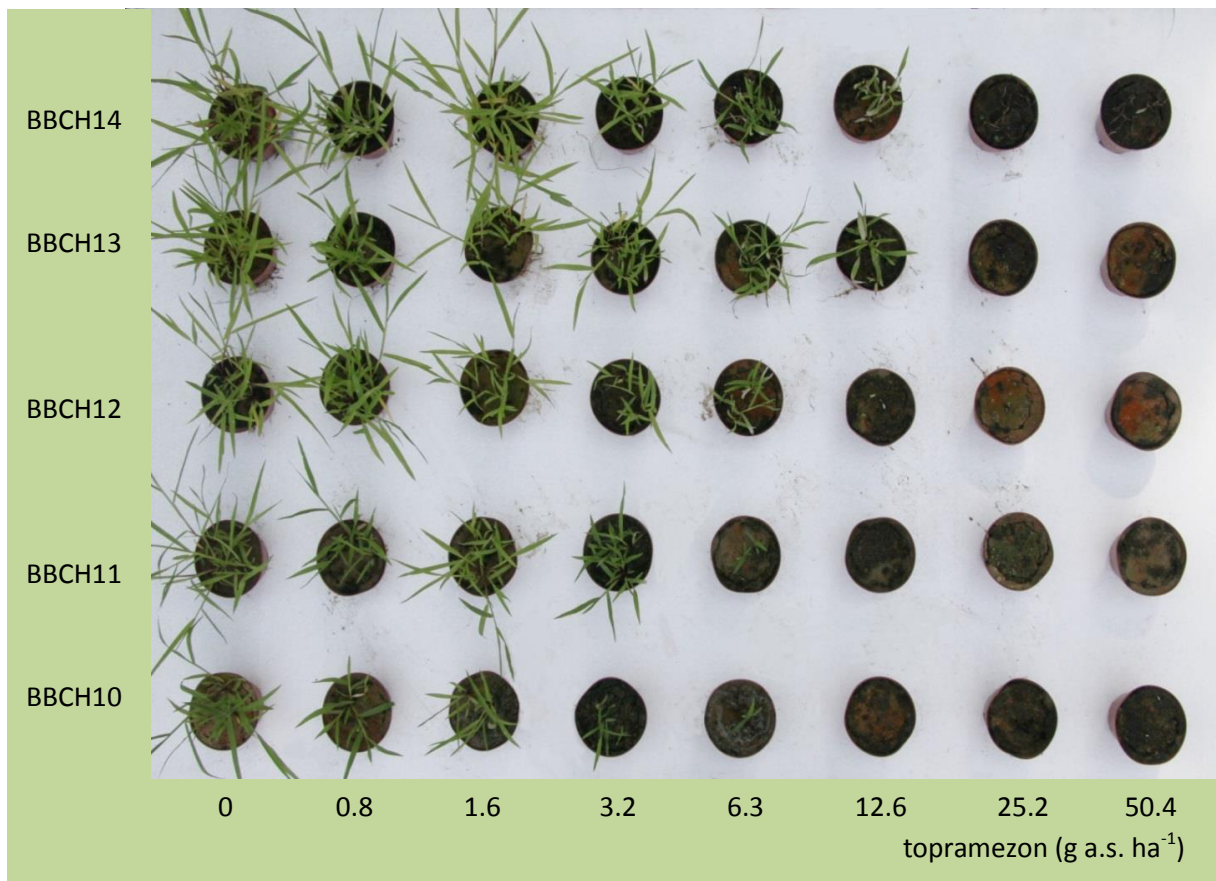 BBCH14
BBCH13
BBCH12
BBCH11
BBCH10
0 0.8 1.6 3.2 6.3 12.6 25.2 50.4
topramezon (g a.s. ha⁻¹)